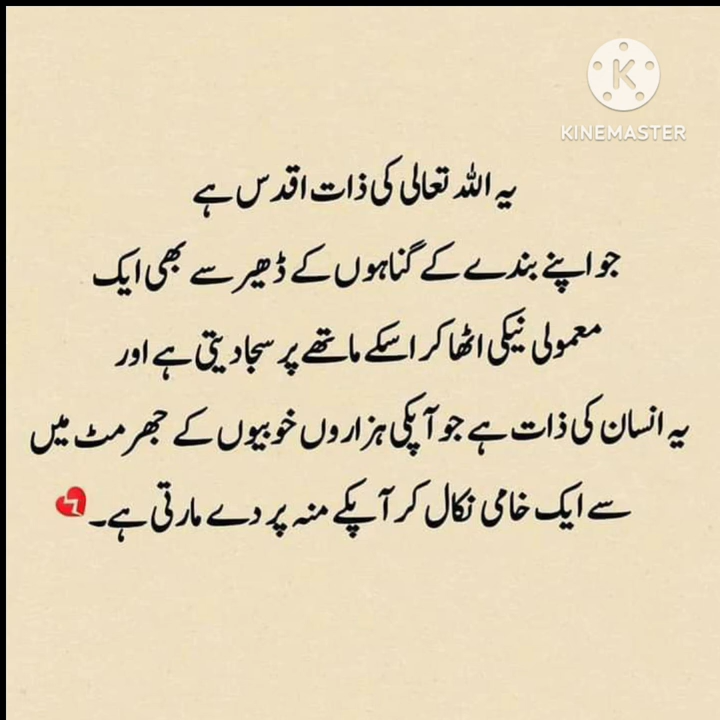 KINEMASTER
یہ اللہ تعالی کی ذات اقدس ہے
جو اپنے بندے کے گناہوں کے ڈھیر سے بھی ایک
معمولی نیکی اٹھا کر اسکے ماتھے پر سجا دیتی ہے اور
یہ انسان کی ذات ہے جو آپکی ہزاروں خوبیوں کے جھرمٹ میں
سے ایک خامی نکال کر آپکے منہ پر دے مارتی ہے۔💔